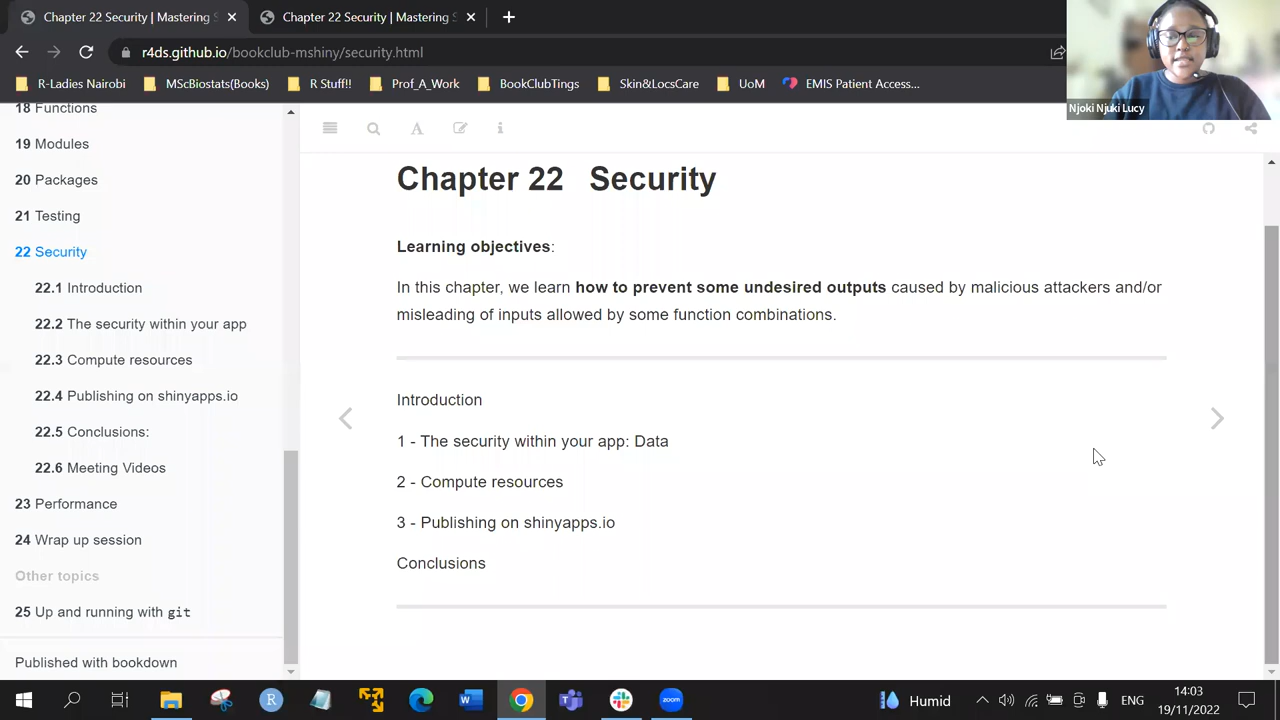 Chapter 22 Security | Mastering S
Chapter 22 Security | Mastering S
r4ds.github.io/bookclub-mshiny/security.html
R-Ladies Nairobi
MScBiostats(Books)
R Stuff!!
Prof_A_Work
BookClubTings
Skin&LocsCare
UoM
EMIS Patient Access...
Njoki Njuki Lucy
18 Functions
19 Modules
20 Packages
21 Testing
22 Security
22.1 Introduction
22.2 The security within your app
22.3 Compute resources
22.4 Publishing on shinyapps.io
22.5 Conclusions:
22.6 Meeting Videos
23 Performance
24 Wrap up session
Other topics
25 Up and running with git
Published with bookdown
Chapter 22 Security
Learning objectives:
In this chapter, we learn how to prevent some undesired outputs caused by malicious attackers and/or
misleading of inputs allowed by some function combinations.
Introduction
1 - The security within your app: Data
2 - Compute resources
3 - Publishing on shinyapps.io
Conclusions
zoom
Humid
ENG
14:03
19/11/2022